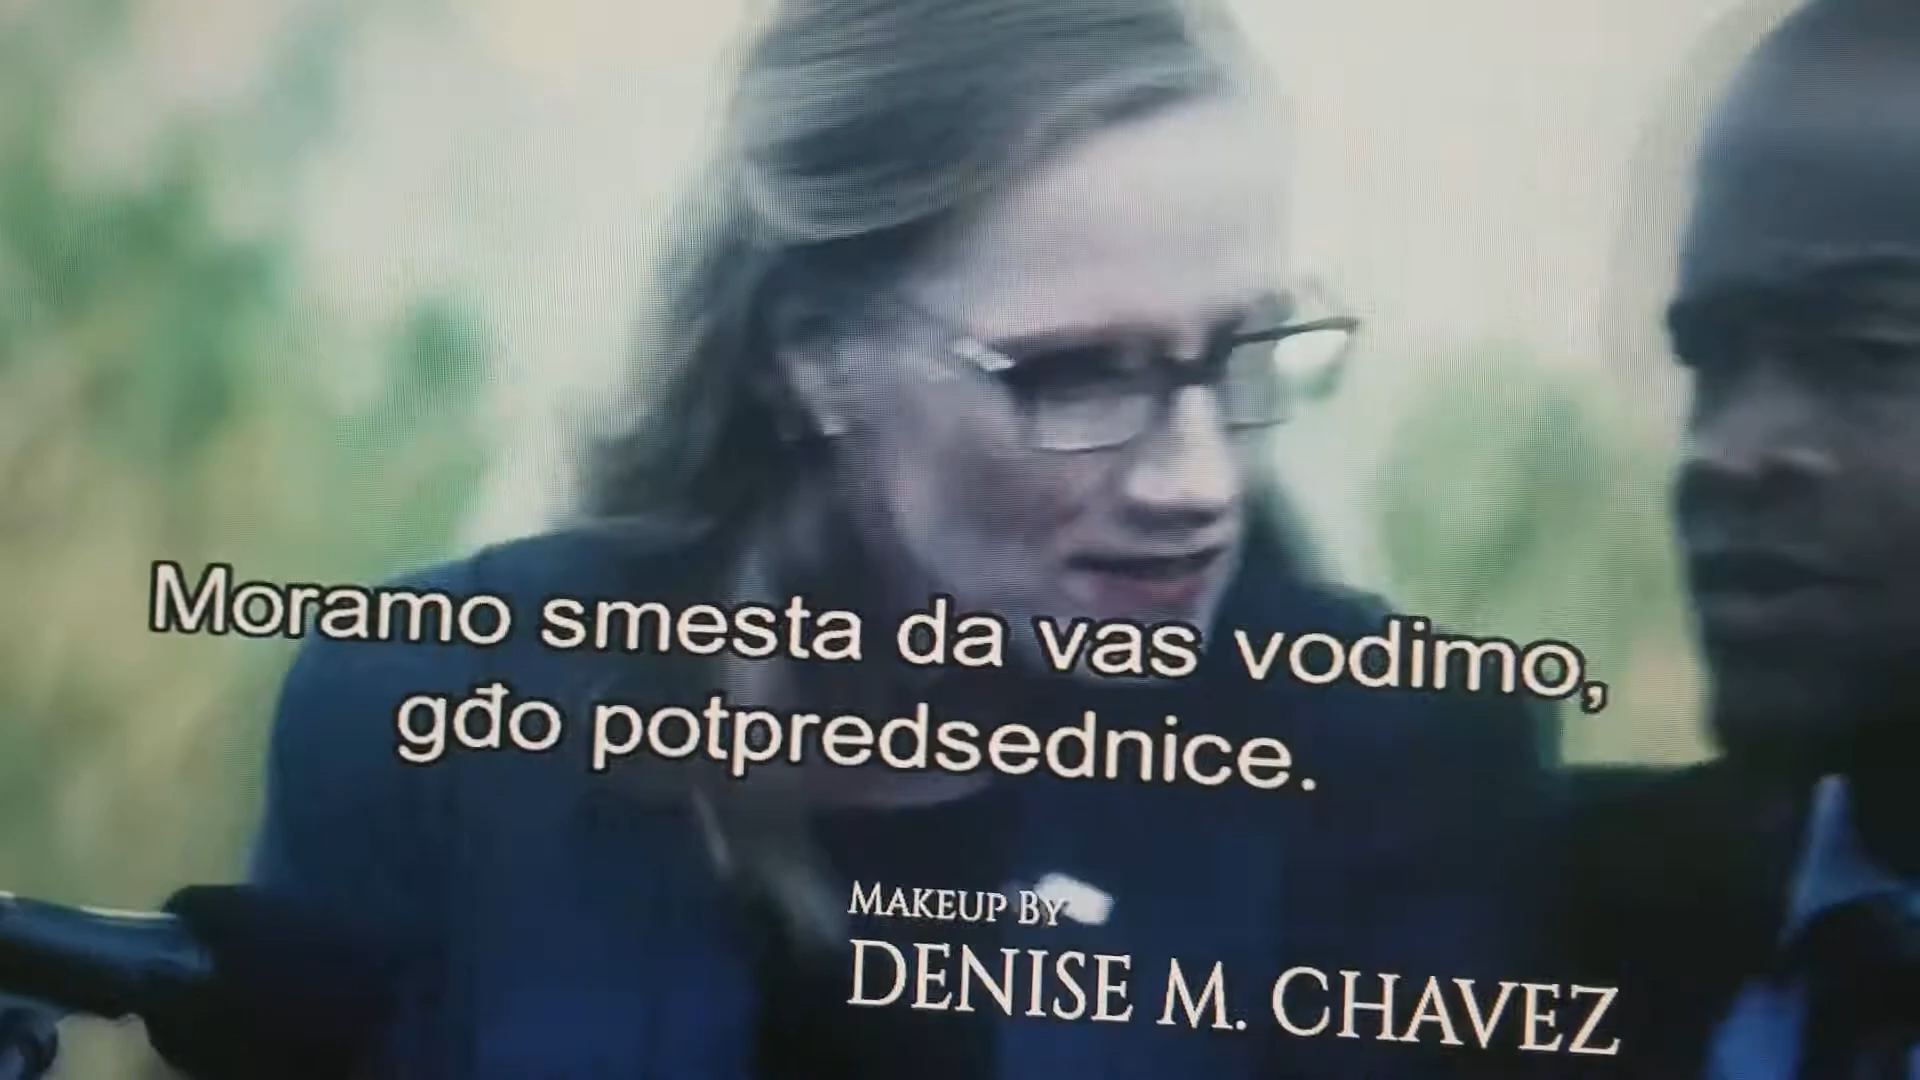 Moramo smesta da vas vodimo,
gđo potpredsednice.
MAKEUP BY
DENISE M. CHAVEZ